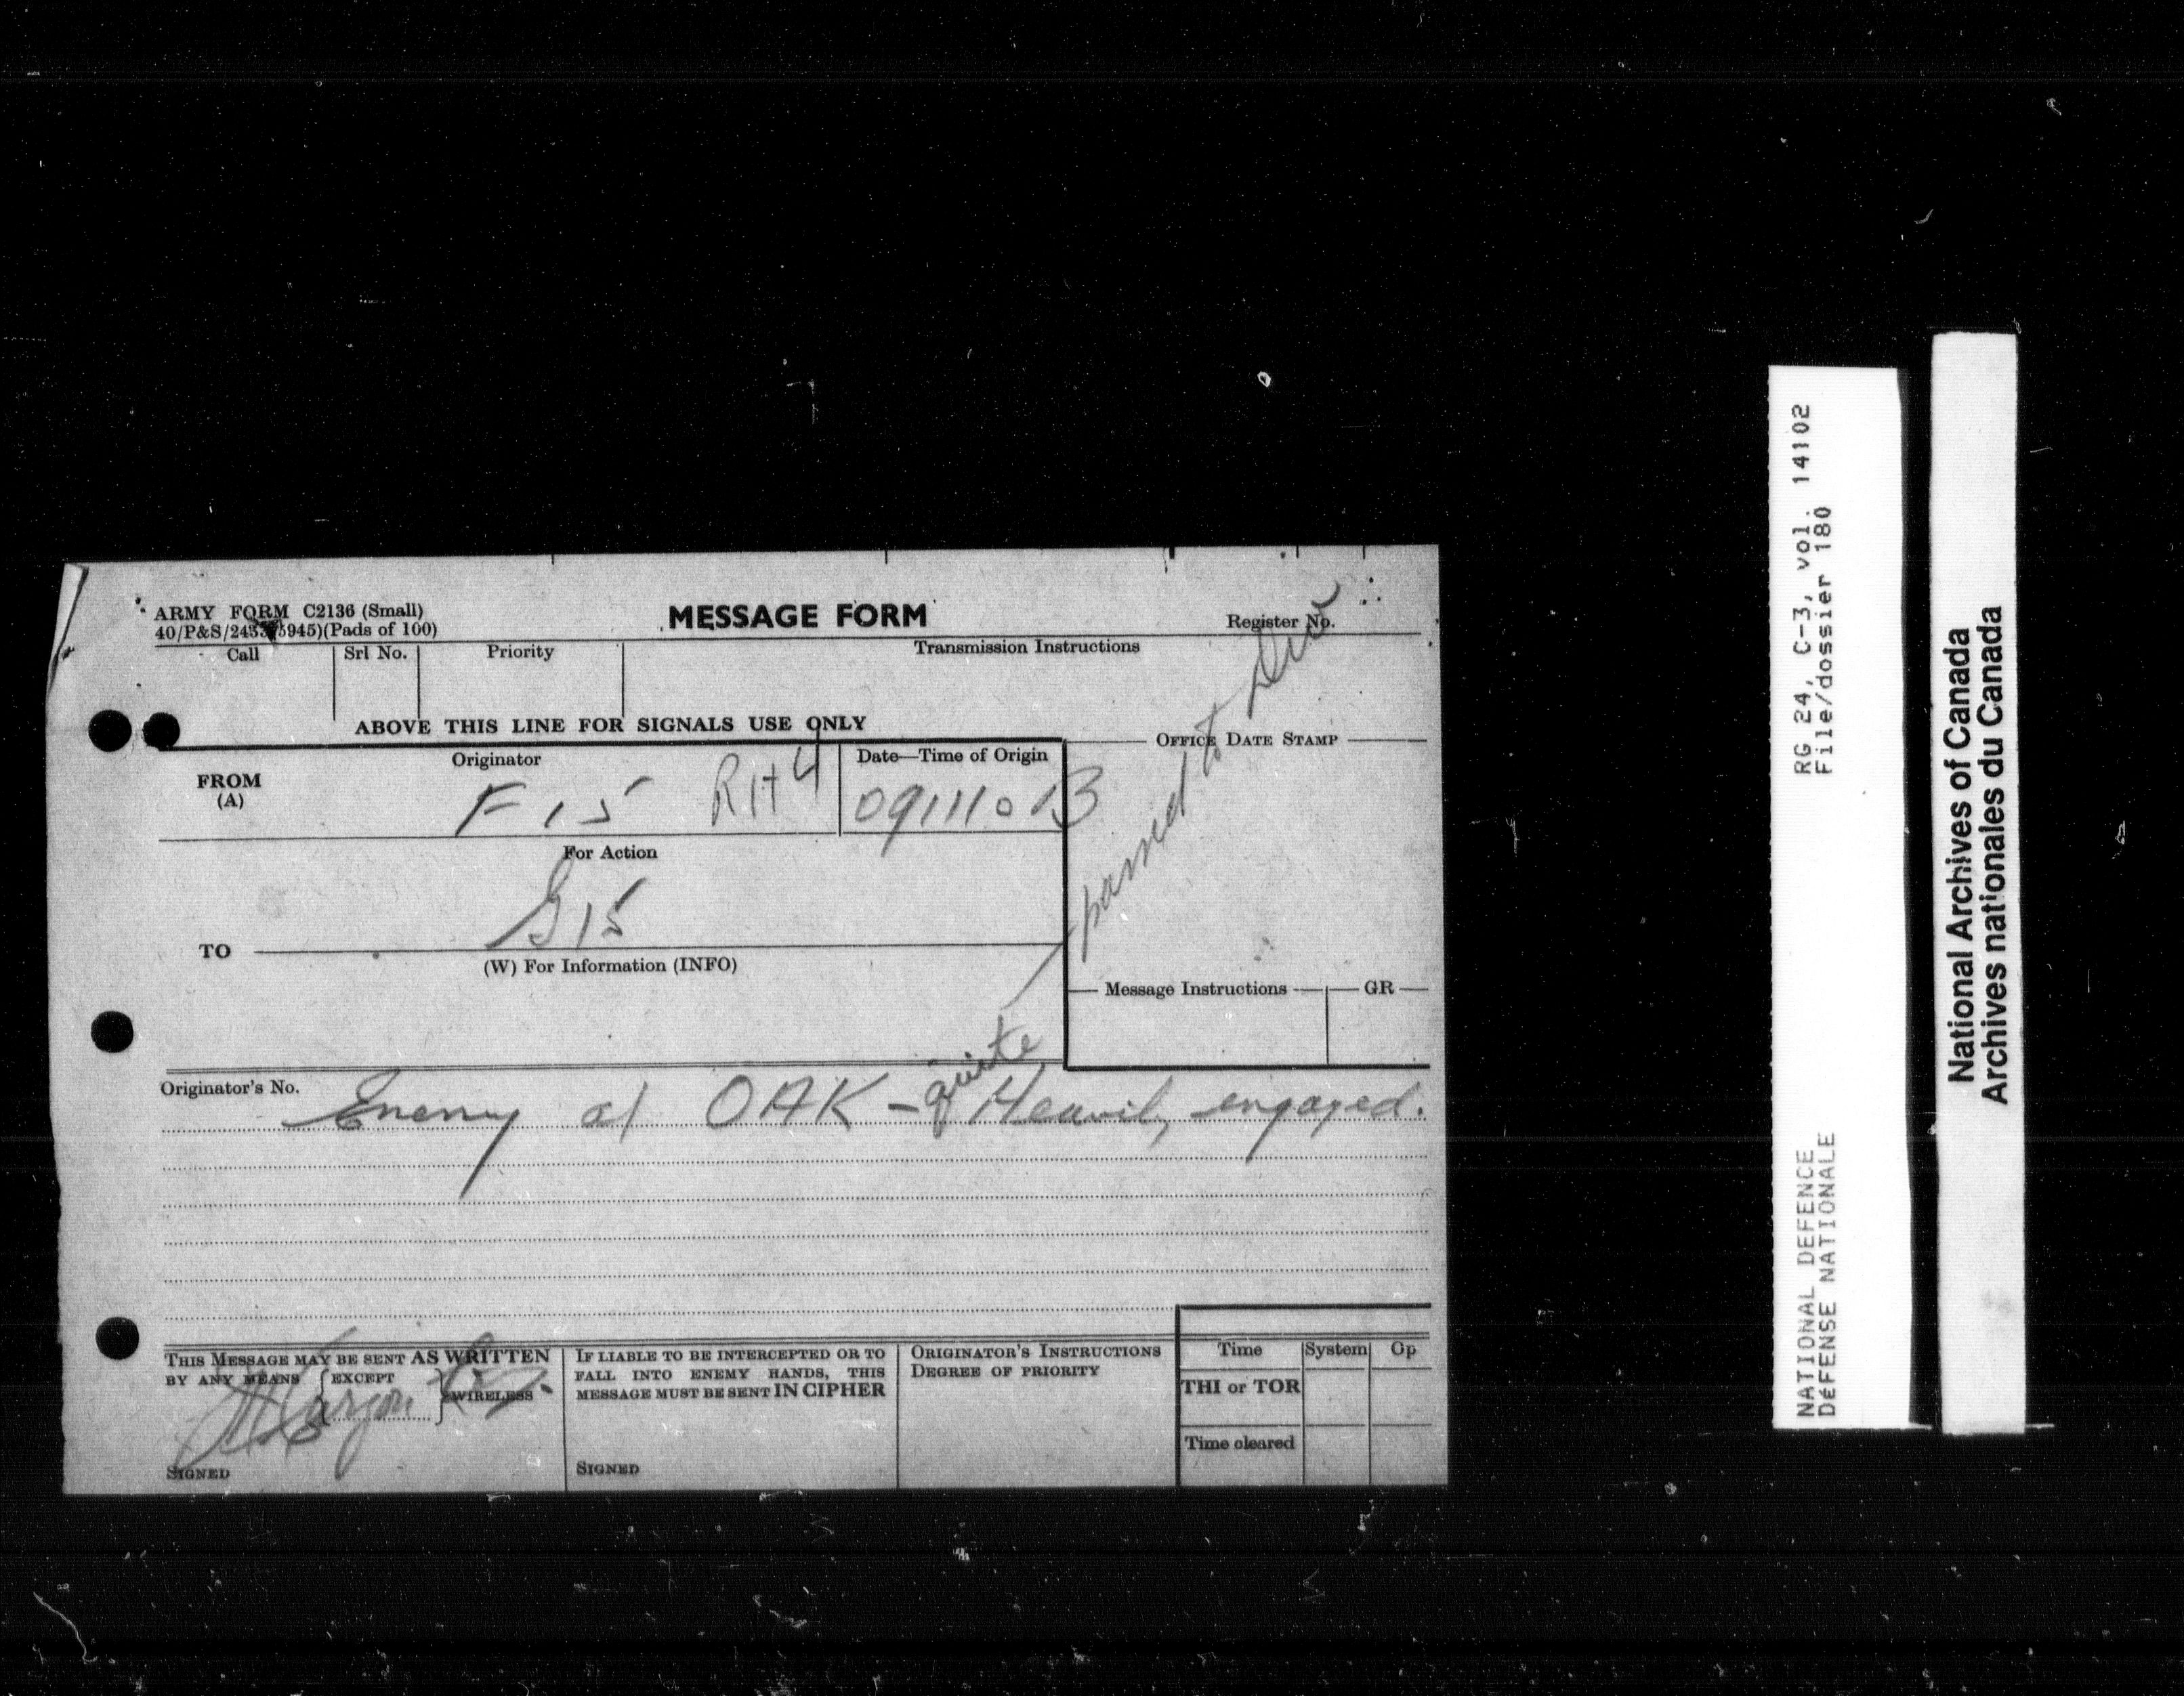 ARMY FORM C2136 (Small)
MESSAGE FORM
Register No.
40/P&S/ 5945)(Pads of 100)
Call
Srl No.
Priority
Transmission Instructions
ABOVE THIS LINE FOR SIGNALS USE ONLY
FROM
(A)
Originator
F 15 RH4
Date—Time of Origin
091110 B
OFFICE DATE STAMP
passed to Div
For Action
G15
TO
(W) For Information (INFO)
Message Instructions
GR
Originator's No.
quite
Enemy at OAK - Heavily engaged.
THIS MESSAGE MAY BE SENT AS WRITTEN
BY ANY MEANS EXCEPT WIRELESS
SIGNED
IF LIABLE TO BE INTERCEPTED OR TO
FALL INTO ENEMY HANDS, THIS
MESSAGE MUST BE SENT IN CIPHER
SIGNED
ORIGINATOR'S INSTRUCTIONS
DEGREE OF PRIORITY
Time
System
Op
THI or TOR
Time cleared
RG 24, C-3, vol. 14102
File/dossier 180
NATIONAL DEFENCE
DéFENSE NATIONALE
National Archives of Canada
Archives nationales du Canada